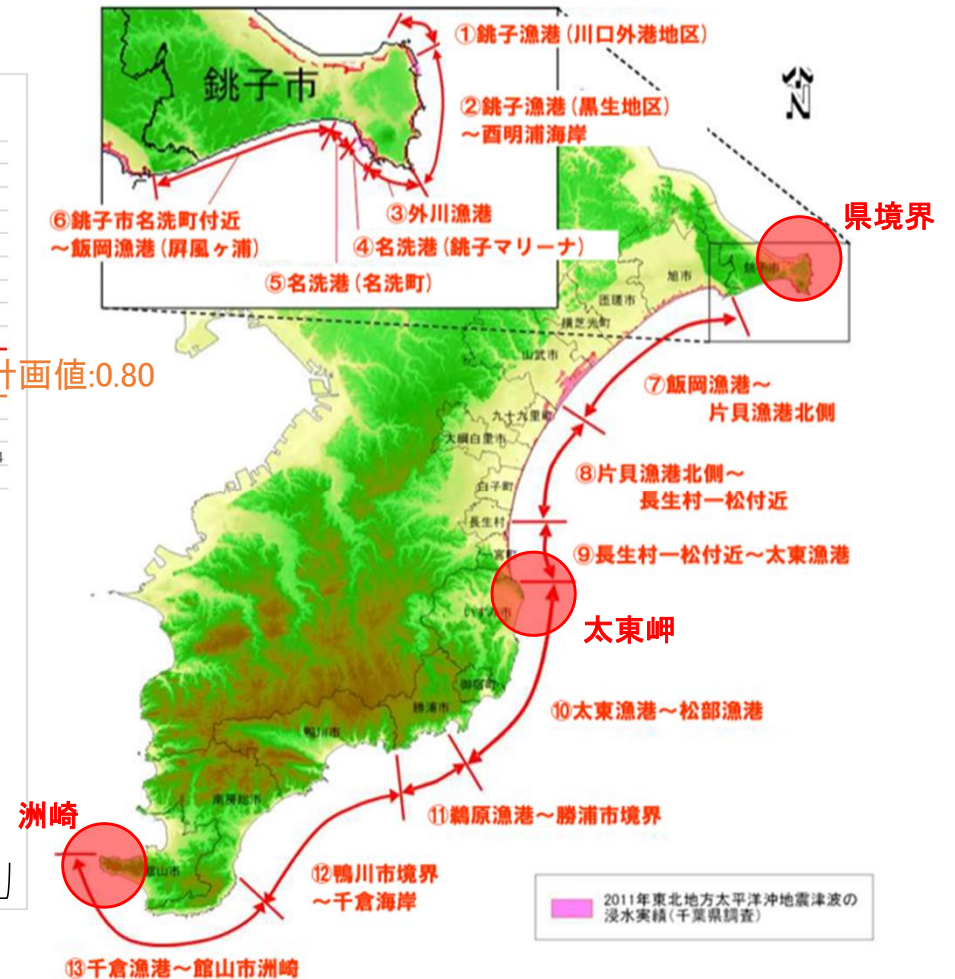 ①銚子漁港(川口外港地区)
銚子市
②銚子漁港(黒生地区)
～酉明浦海岸
N
③外川漁港
⑥銚子市名洗町付近
～飯岡漁港(屏風ヶ浦)
④名洗港(銚子マリーナ)
⑤名洗港(名洗町)
県境界
銚子市
旭市
匝瑳市
横芝光町
山武市
計画値:0.80
⑦飯岡漁港～
片貝漁港北側
九十九里町
大網白里市
⑧片貝漁港北側～
長生村一松付近
白子町
長生村
一宮町
⑨長生村一松付近～太東漁港
いすみ市
太東岬
御宿町
勝浦市
⑩太東漁港～松部漁港
鴨川市
南房総市
洲崎
⑪鵜原漁港～勝浦市境界
館山市
⑫鴨川市境界
～千倉海岸
2011年東北地方太平洋沖地震津波の
浸水実績(千葉県調査)
⑬千倉漁港～館山市洲崎